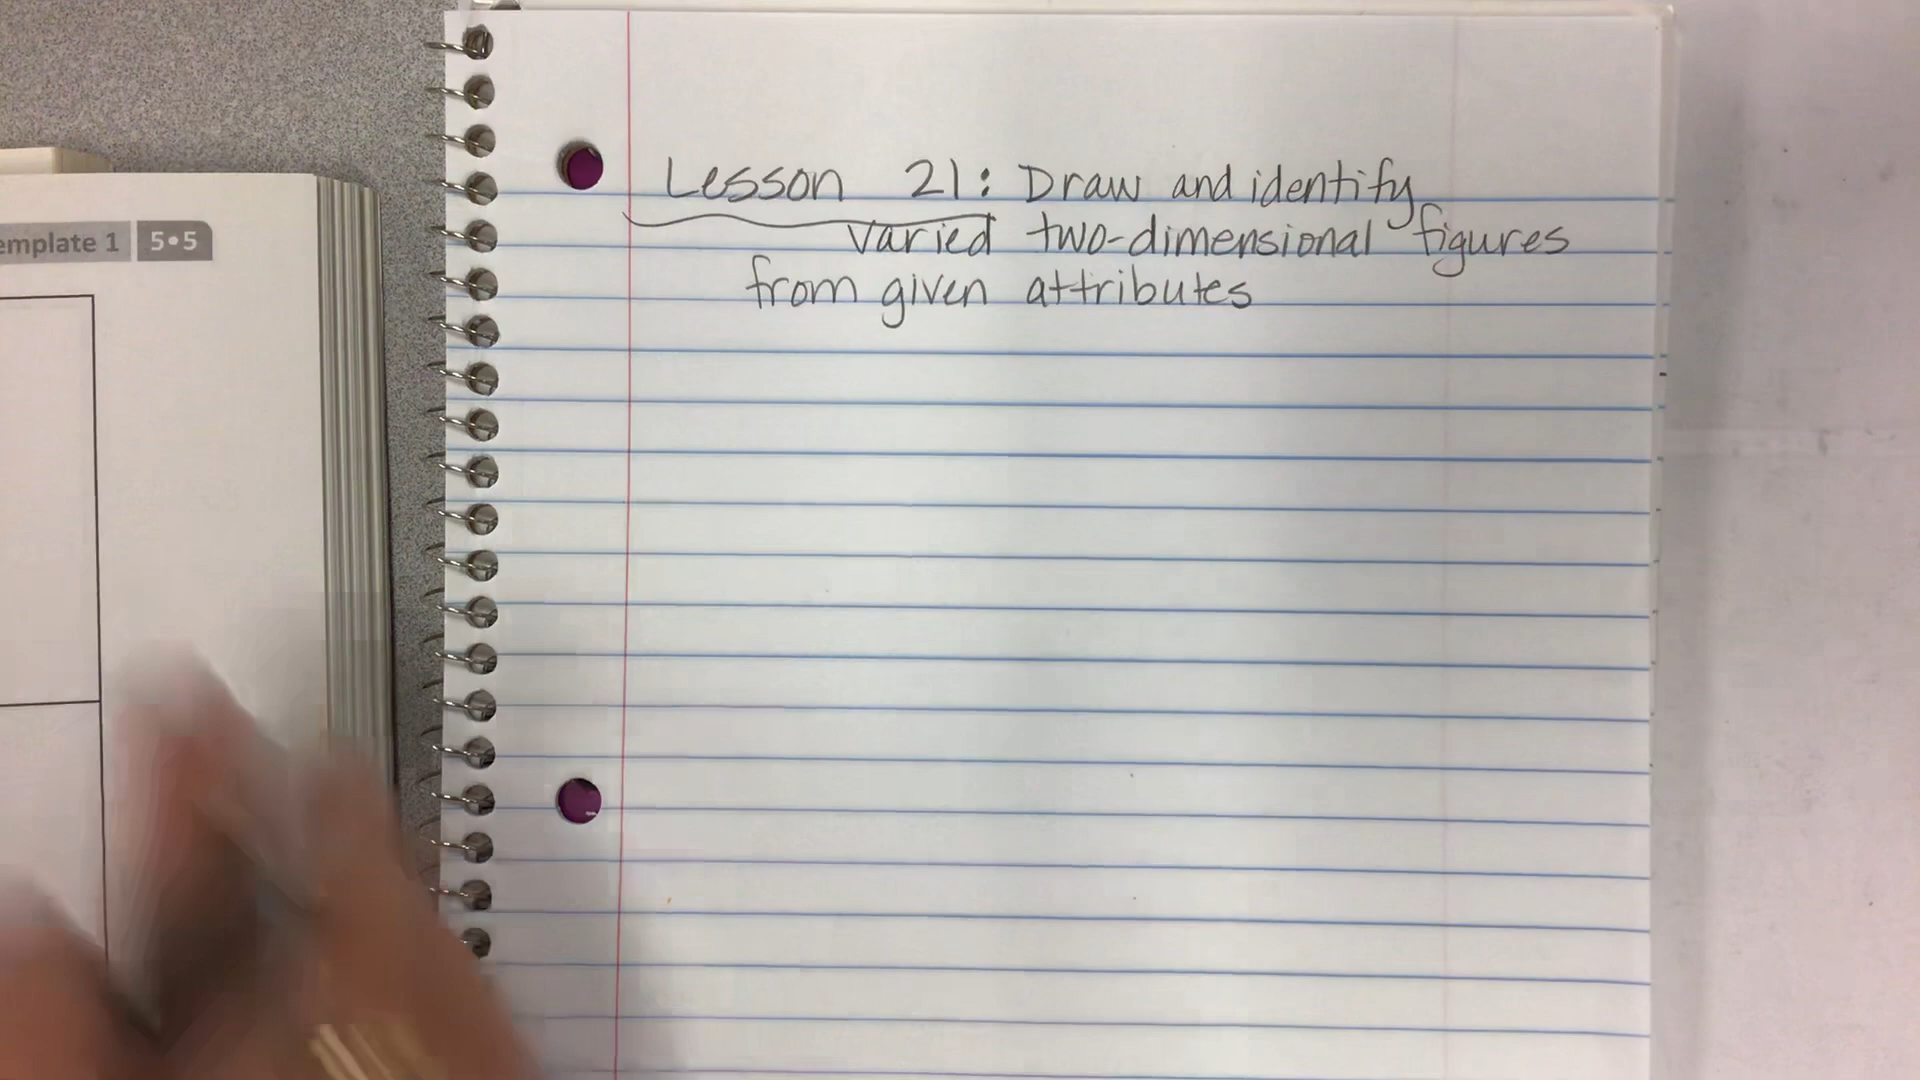 emplate 1 5•5
Lesson 21: Draw and identify
varied two-dimensional figures
from given attributes